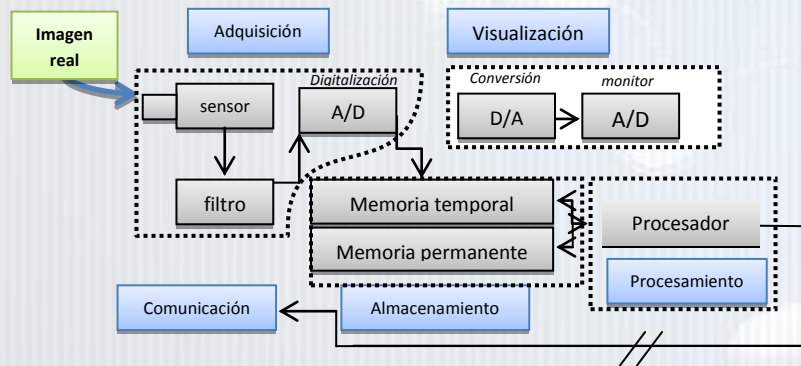 Imagen
real
Adquisición
Visualización
Digitalización
sensor
A/D
filtro
Conversión
monitor
D/A
A/D
Memoria temporal
Memoria permanente
Procesador
Procesamiento
Comunicación
Almacenamiento